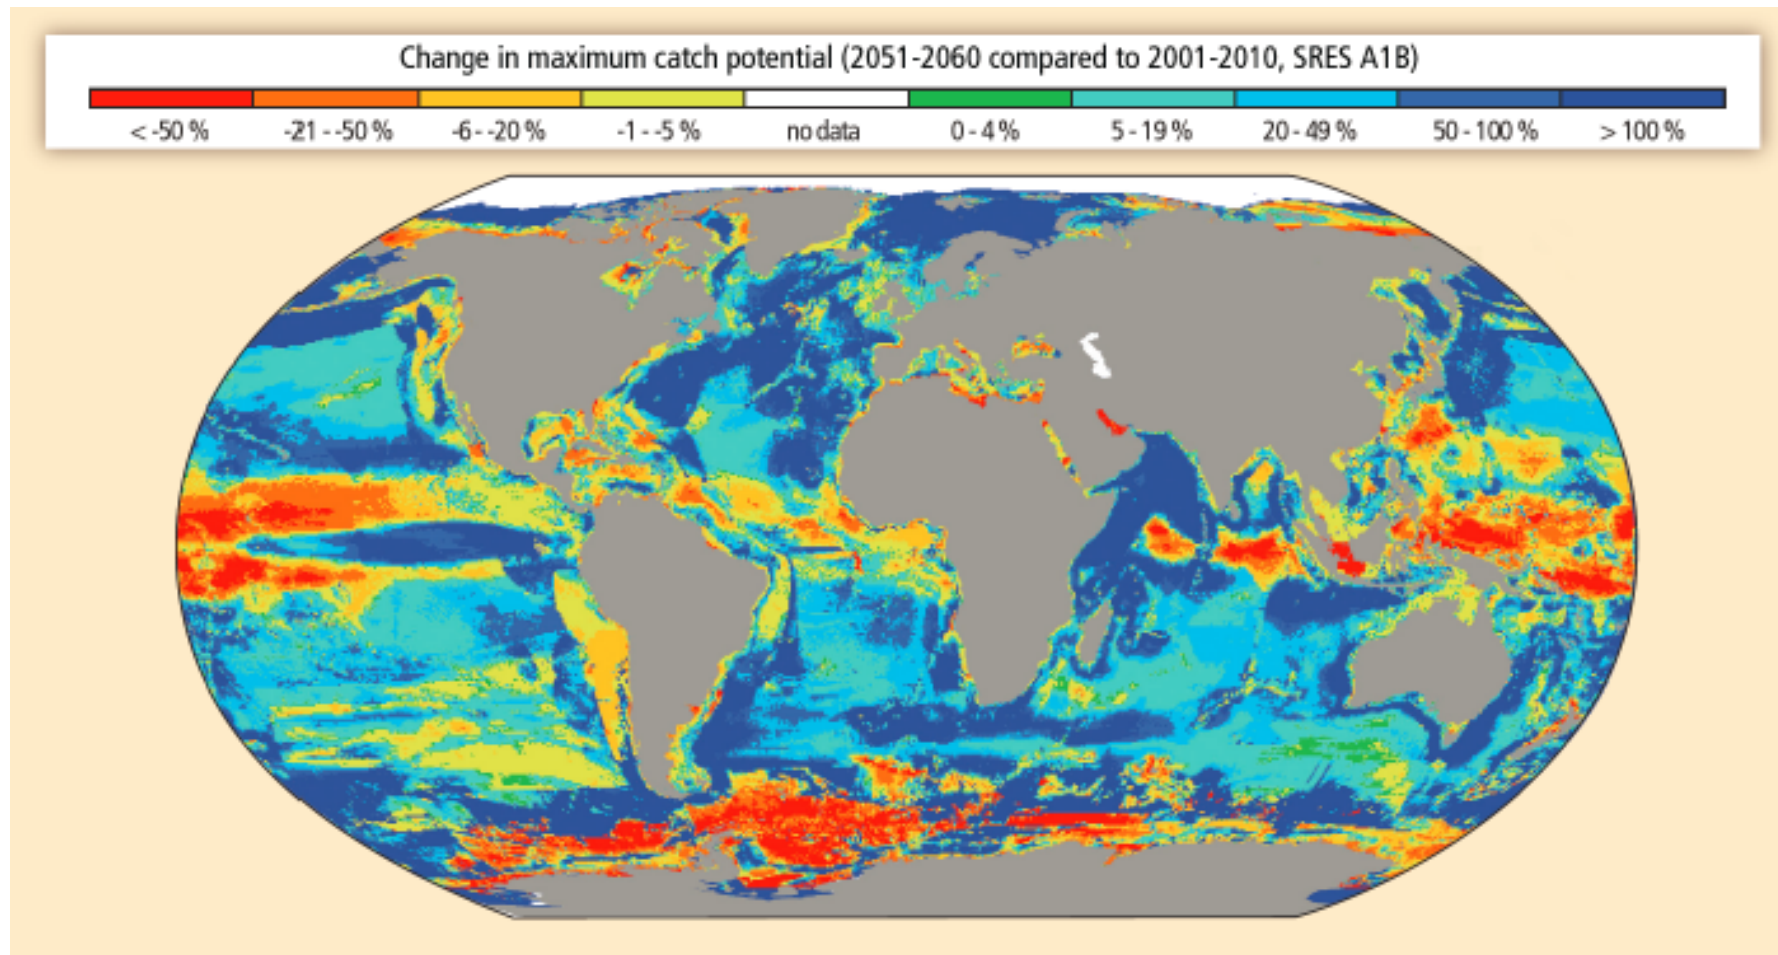 Change in maximum catch potential (2051-2060 compared to 2001-2010, SRES A1B)
< -50 % -21 - -50 % -6 - -20 % -1 - -5 % no data 0 - 4 % 5 - 19 % 20 - 49 % 50 - 100 % > 100 %